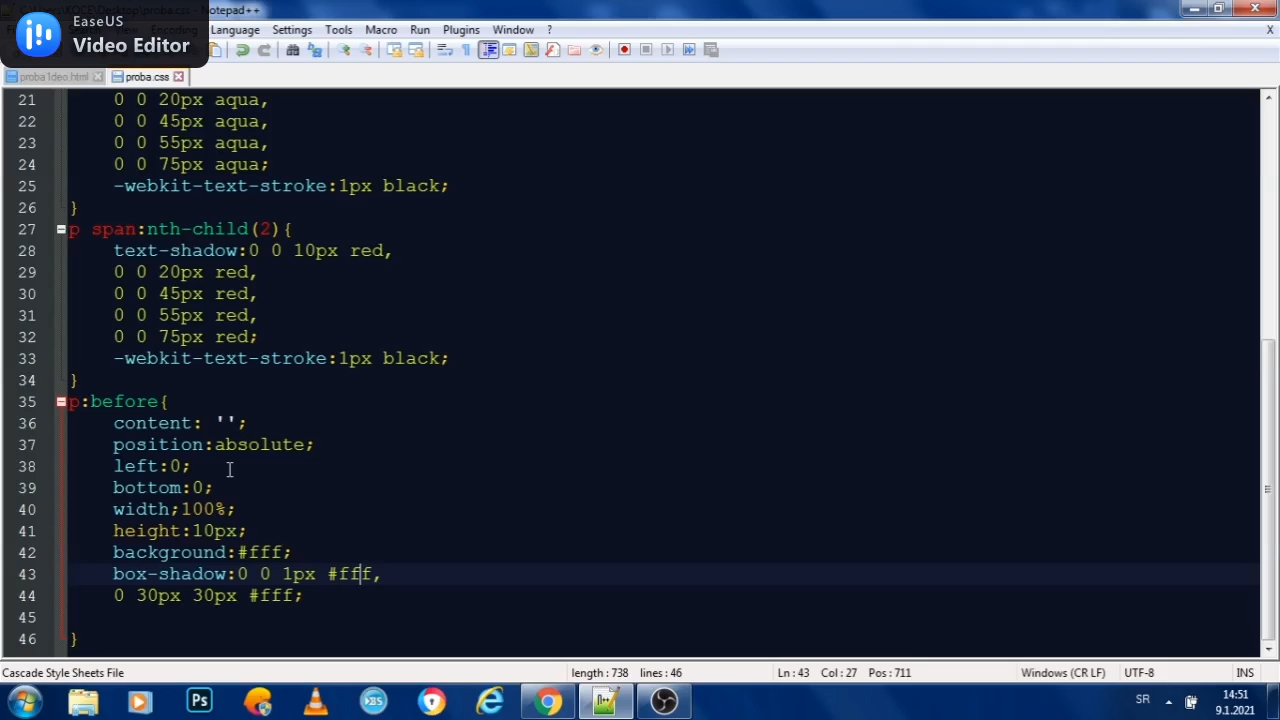 C:\Users\KOCE\Desktop\proba.css - Notepad++
EaseUS
Video Editor
Language Settings Tools Macro Run Plugins Window ? X
proba1deo.html proba.css
21 0 0 20px aqua,
22 0 0 45px aqua,
23 0 0 55px aqua,
24 0 0 75px aqua;
25 -webkit-text-stroke:1px black;
26 }
27 p span:nth-child(2){
28 text-shadow:0 0 10px red,
29 0 0 20px red,
30 0 0 45px red,
31 0 0 55px red,
32 0 0 75px red;
33 -webkit-text-stroke:1px black;
34 }
35 p:before{
36 content: '';
37 position:absolute;
38 left:0;
39 bottom:0;
40 width;100%;
41 height:10px;
42 background:#fff;
43 box-shadow:0 0 1px #fff,
44 0 30px 30px #fff;
45
46 }
Cascade Style Sheets File length : 738 lines : 46 Ln : 43 Col : 27 Pos : 711 Windows (CR LF) UTF-8 INS
Ps SR 14:51
9.1.2021